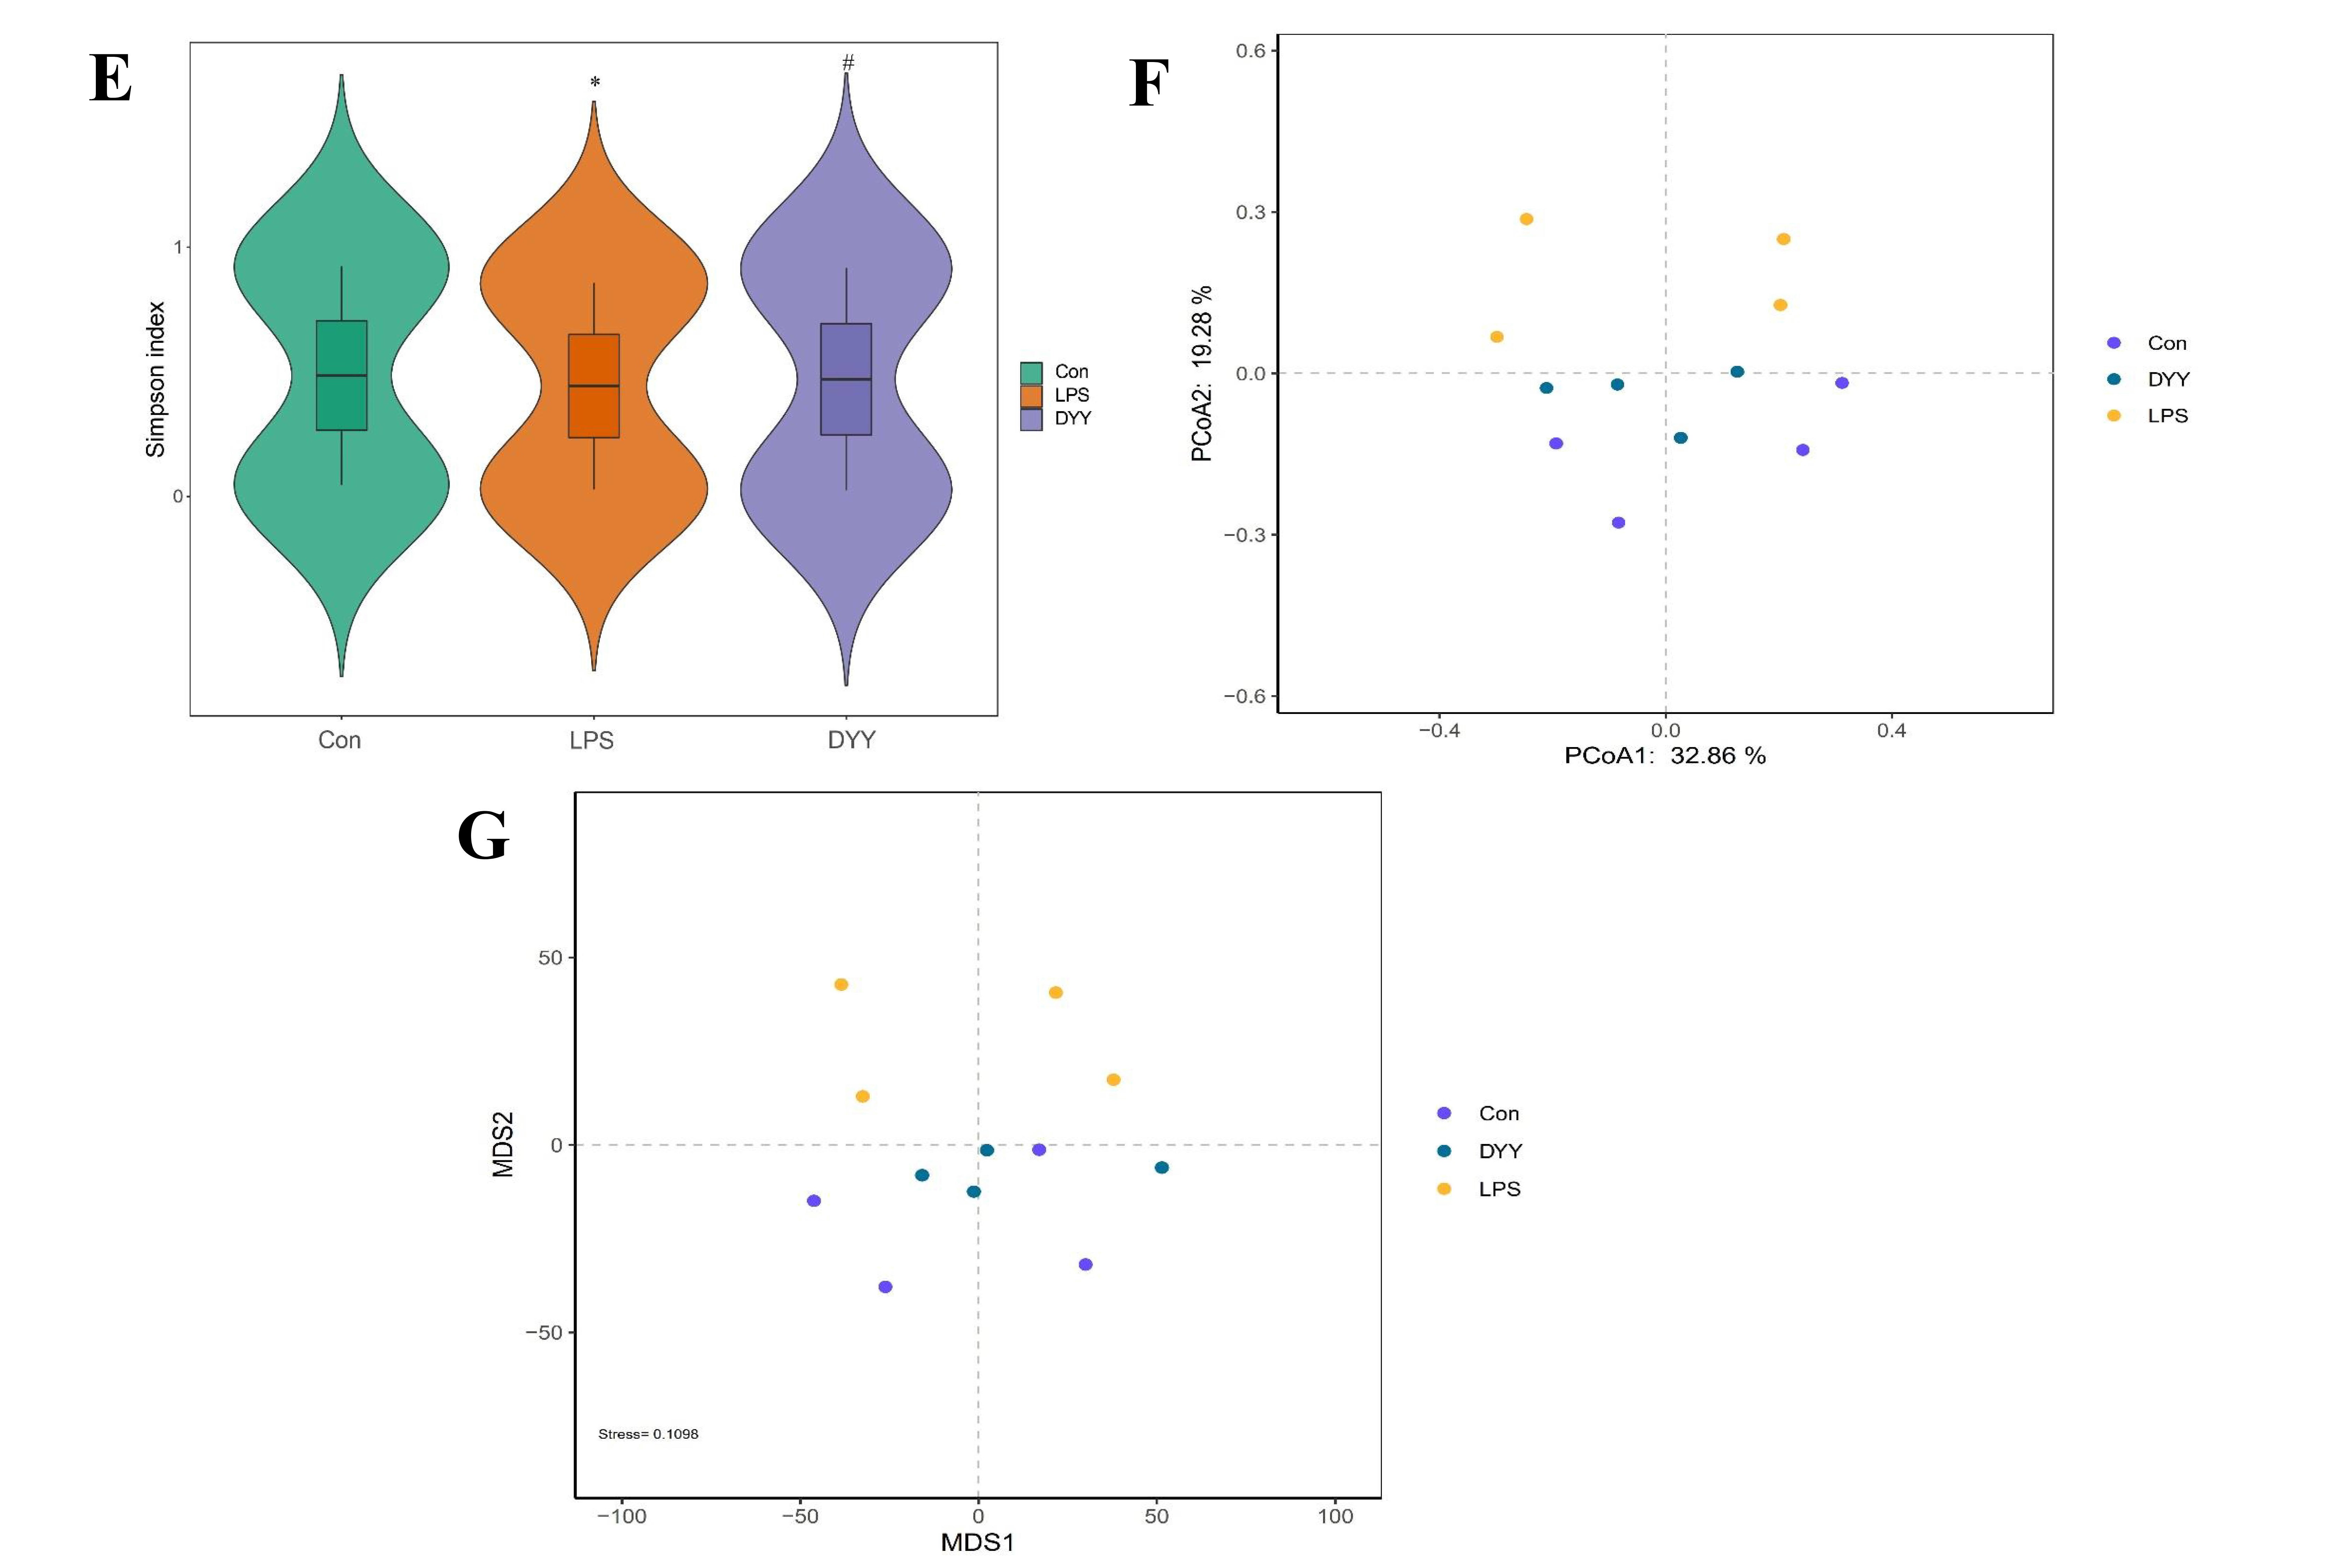 E
*
#
1
0
Simpson index
Con
LPS
DYY
Con
LPS
DYY
F
0.6
0.3
0.0
−0.3
−0.6
PCoA2: 19.28 %
−0.4
0.0
0.4
PCoA1: 32.86 %
Con
DYY
LPS
G
50
0
−50
MDS2
Stress= 0.1098
−100
−50
0
50
100
MDS1
Con
DYY
LPS